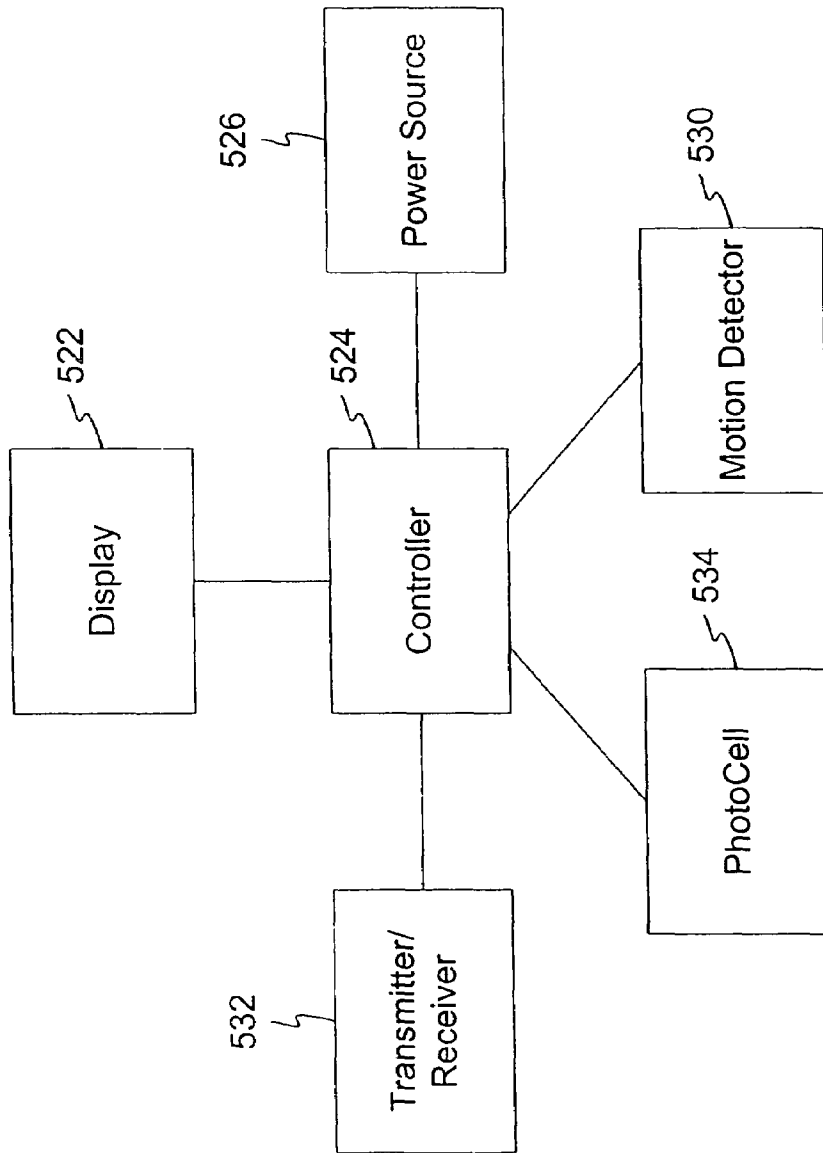 522
Display
532
Transmitter/
Receiver
524
Controller
526
Power Source
534
PhotoCell
530
Motion Detector